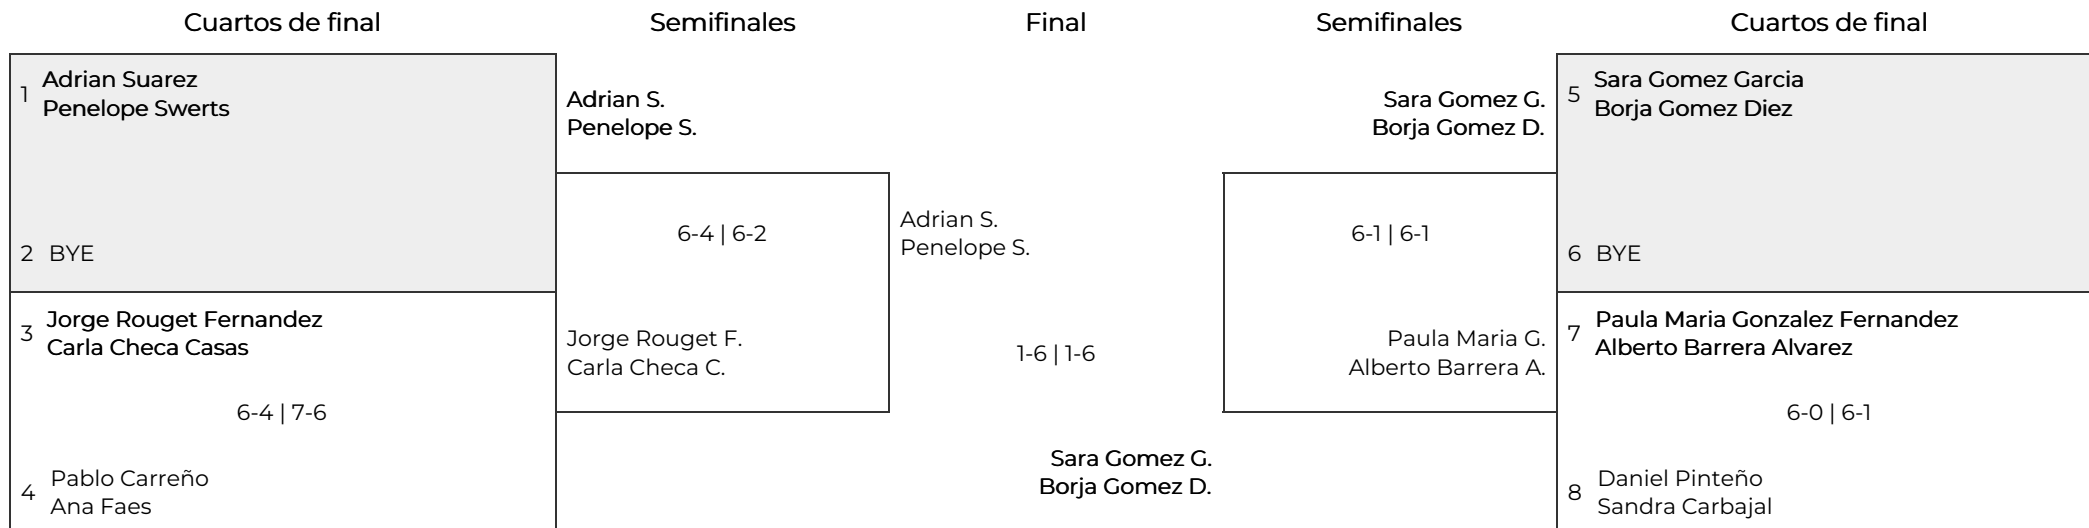 Cuartos de final
Semifinales
Final
Semifinales
Cuartos de final
1
Adrian Suarez
Penelope Swerts
2 BYE
3
Jorge Rouget Fernandez
Carla Checa Casas
6-4 | 7-6
4
Pablo Carreño
Ana Faes
Adrian S.
Penelope S.
6-4 | 6-2
Jorge Rouget F.
Carla Checa C.
Adrian S.
Penelope S.
1-6 | 1-6
Sara Gomez G.
Borja Gomez D.
Sara Gomez G.
Borja Gomez D.
6-1 | 6-1
Paula Maria G.
Alberto Barrera A.
5
Sara Gomez Garcia
Borja Gomez Diez
6 BYE
7
Paula Maria Gonzalez Fernandez
Alberto Barrera Alvarez
6-0 | 6-1
8
Daniel Pinteño
Sandra Carbajal